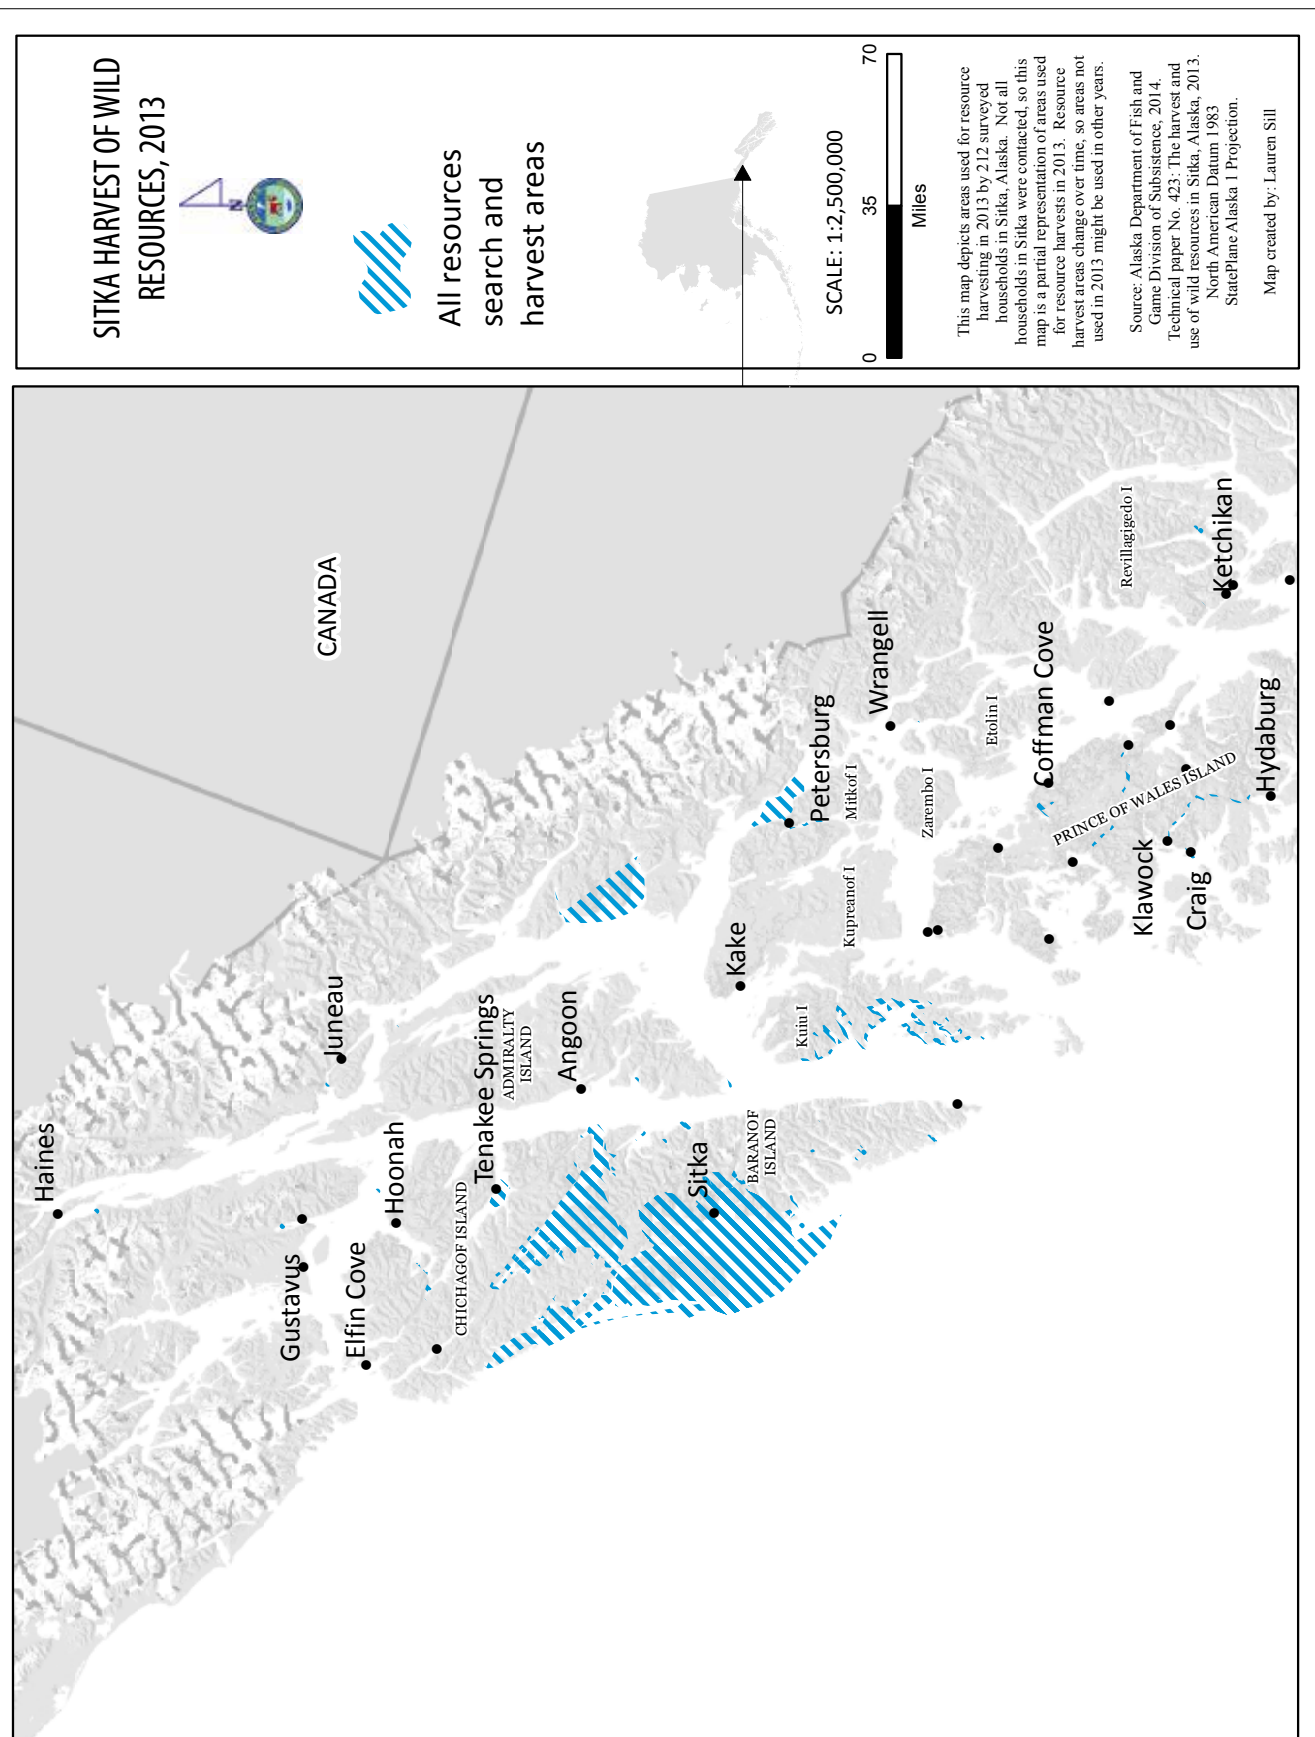 SITKA HARVEST OF WILD
RESOURCES, 2013
N
All resources
search and
harvest areas
SCALE: 1:2,500,000
0 35 70
Miles
This map depicts areas used for resource
harvesting in 2013 by 212 surveyed
households in Sitka, Alaska. Not all
households in Sitka were contacted, so this
map is a partial representation of areas used
for resource harvests in 2013. Resource
harvest areas change over time, so areas not
used in 2013 might be used in other years.
Source: Alaska Department of Fish and
Game Division of Subsistence, 2014.
Technical paper No. 423: The harvest and
use of wild resources in Sitka, Alaska, 2013.
North American Datum 1983
StatePlane Alaska 1 Projection.
Map created by: Lauren Sill
Haines
CANADA
Gustavus
Juneau
Elfin Cove
Hoonah
CHICHAGOF ISLAND
Tenakee Springs
ADMIRALTY
ISLAND
Angoon
Sitka
Kake
BARANOF
ISLAND
Kuiu I
Petersburg
Kupreanof I
Mitkof I
Wrangell
Zarembo I
Etolin I
Coffman Cove
PRINCE OF WALES ISLAND
Revillagigedo I
Klawock
Craig
Ketchikan
Hydaburg